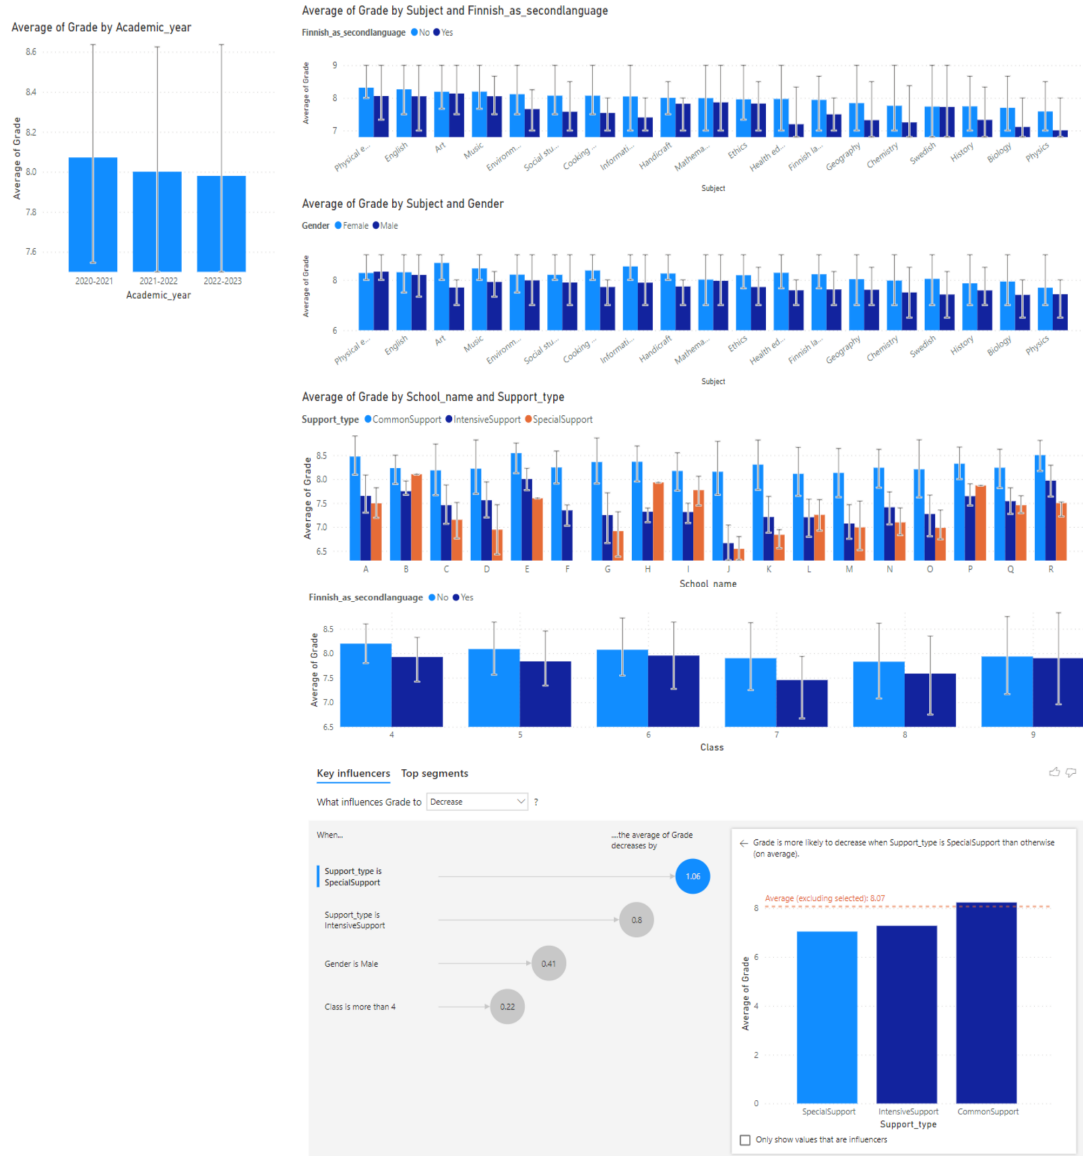 Average of Grade by Academic_year
Average of Grade
8.6
8.4
8.2
8.0
7.8
7.6
2020-2021 2021-2022 2022-2023
Academic_year
Average of Grade by Subject and Finnish_as_secondlanguage
Finnish_as_secondlanguage No Yes
Average of Grade
9
8
7
Physical e... English Art Music Environm... Social stu... Cooking ... Informati... Handicraft Mathema... Ethics Health ed... Finnish la... Geography Chemistry Swedish History Biology Physics
Subject
Average of Grade by Subject and Gender
Gender Female Male
Average of Grade
8
6
Physical e... English Art Music Environm... Social stu... Cooking ... Informati... Handicraft Mathema... Ethics Health ed... Finnish la... Geography Chemistry Swedish History Biology Physics
Subject
Average of Grade by School_name and Support_type
Support_type CommonSupport IntensiveSupport SpecialSupport
Average of Grade
8.5
8.0
7.5
7.0
6.5
A B C D E F G H I J K L M N O P Q R
School_name
Finnish_as_secondlanguage No Yes
Average of Grade
8.5
8.0
7.5
7.0
6.5
4 5 6 7 8 9
Class
Key influencers Top segments
What influences Grade to Decrease ?
When...
...the average of Grade
decreases by
Support_type is
SpecialSupport
1.06
Support_type is
IntensiveSupport
0.8
Gender is Male
0.41
Class is more than 4
0.22
Grade is more likely to decrease when Support_type is SpecialSupport than otherwise
(on average).
Average (excluding selected): 8.07
Average of Grade
8
6
4
2
0
SpecialSupport IntensiveSupport CommonSupport
Support_type
Only show values that are influencers